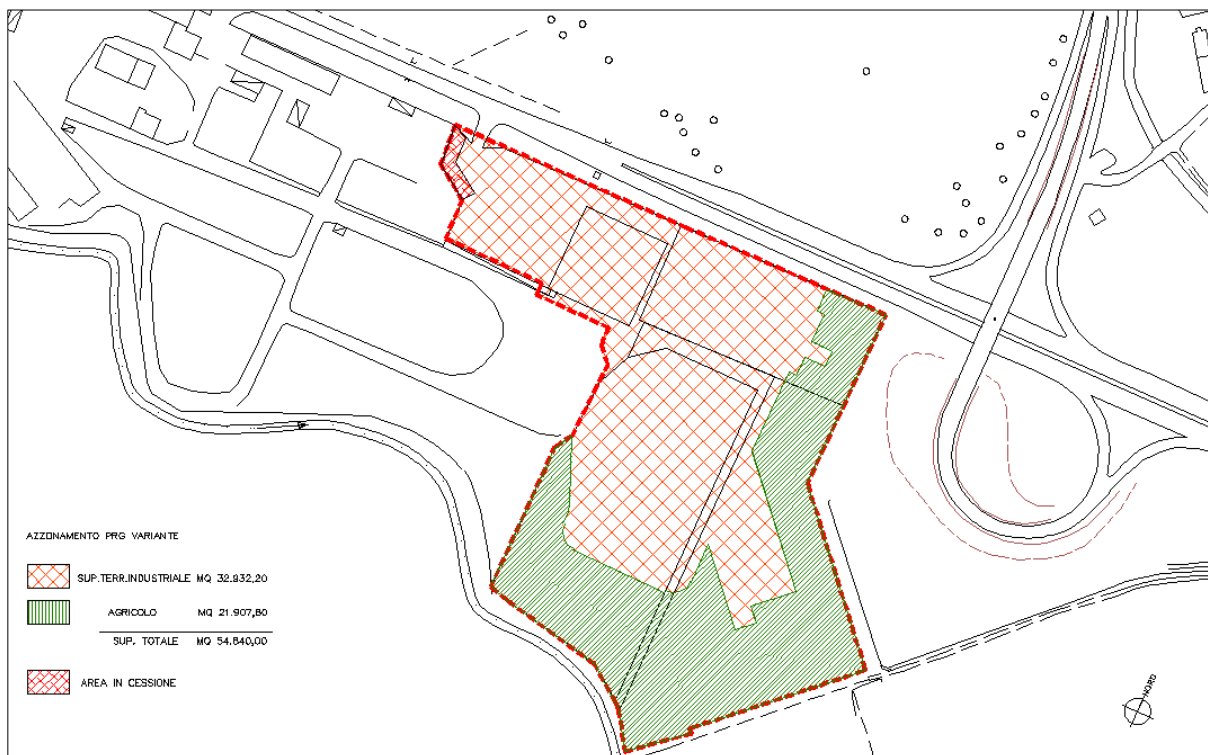 AZZONAMENTO PRG VARIANTE
SUP.TERR.INDUSTRIALE MQ 32.932,20
AGRICOLO MQ 21.907,80
SUP. TOTALE MQ 54.840,00
AREA IN CESSIONE
NORD